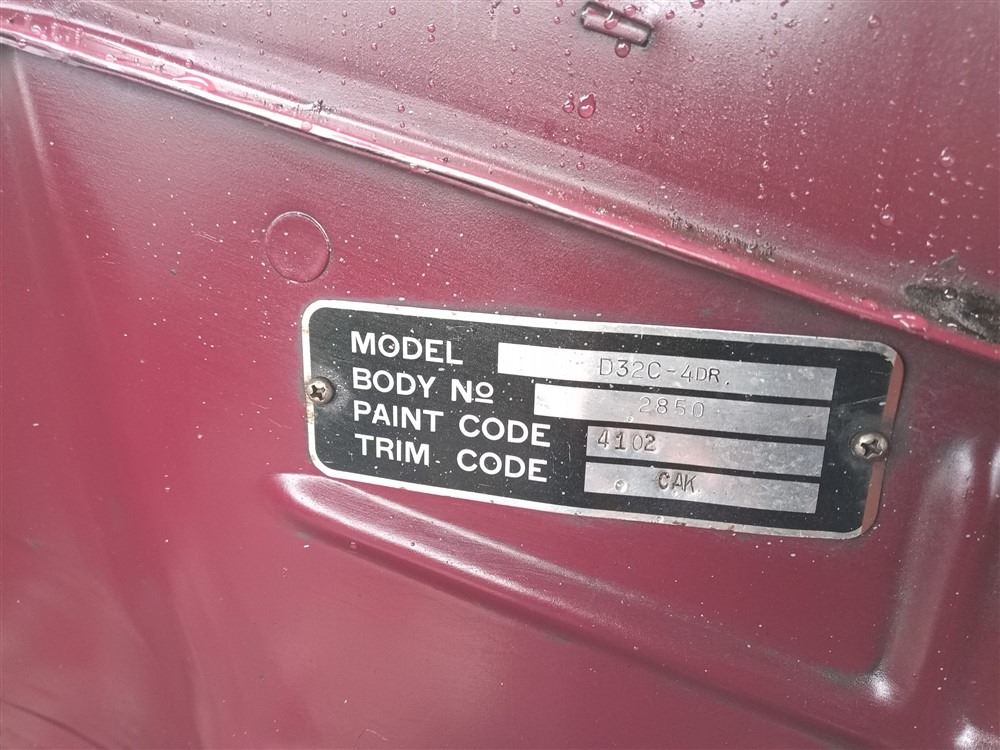 MODEL D32C-4DR.
BODY Nº 2850
PAINT CODE 4102
TRIM CODE CAK